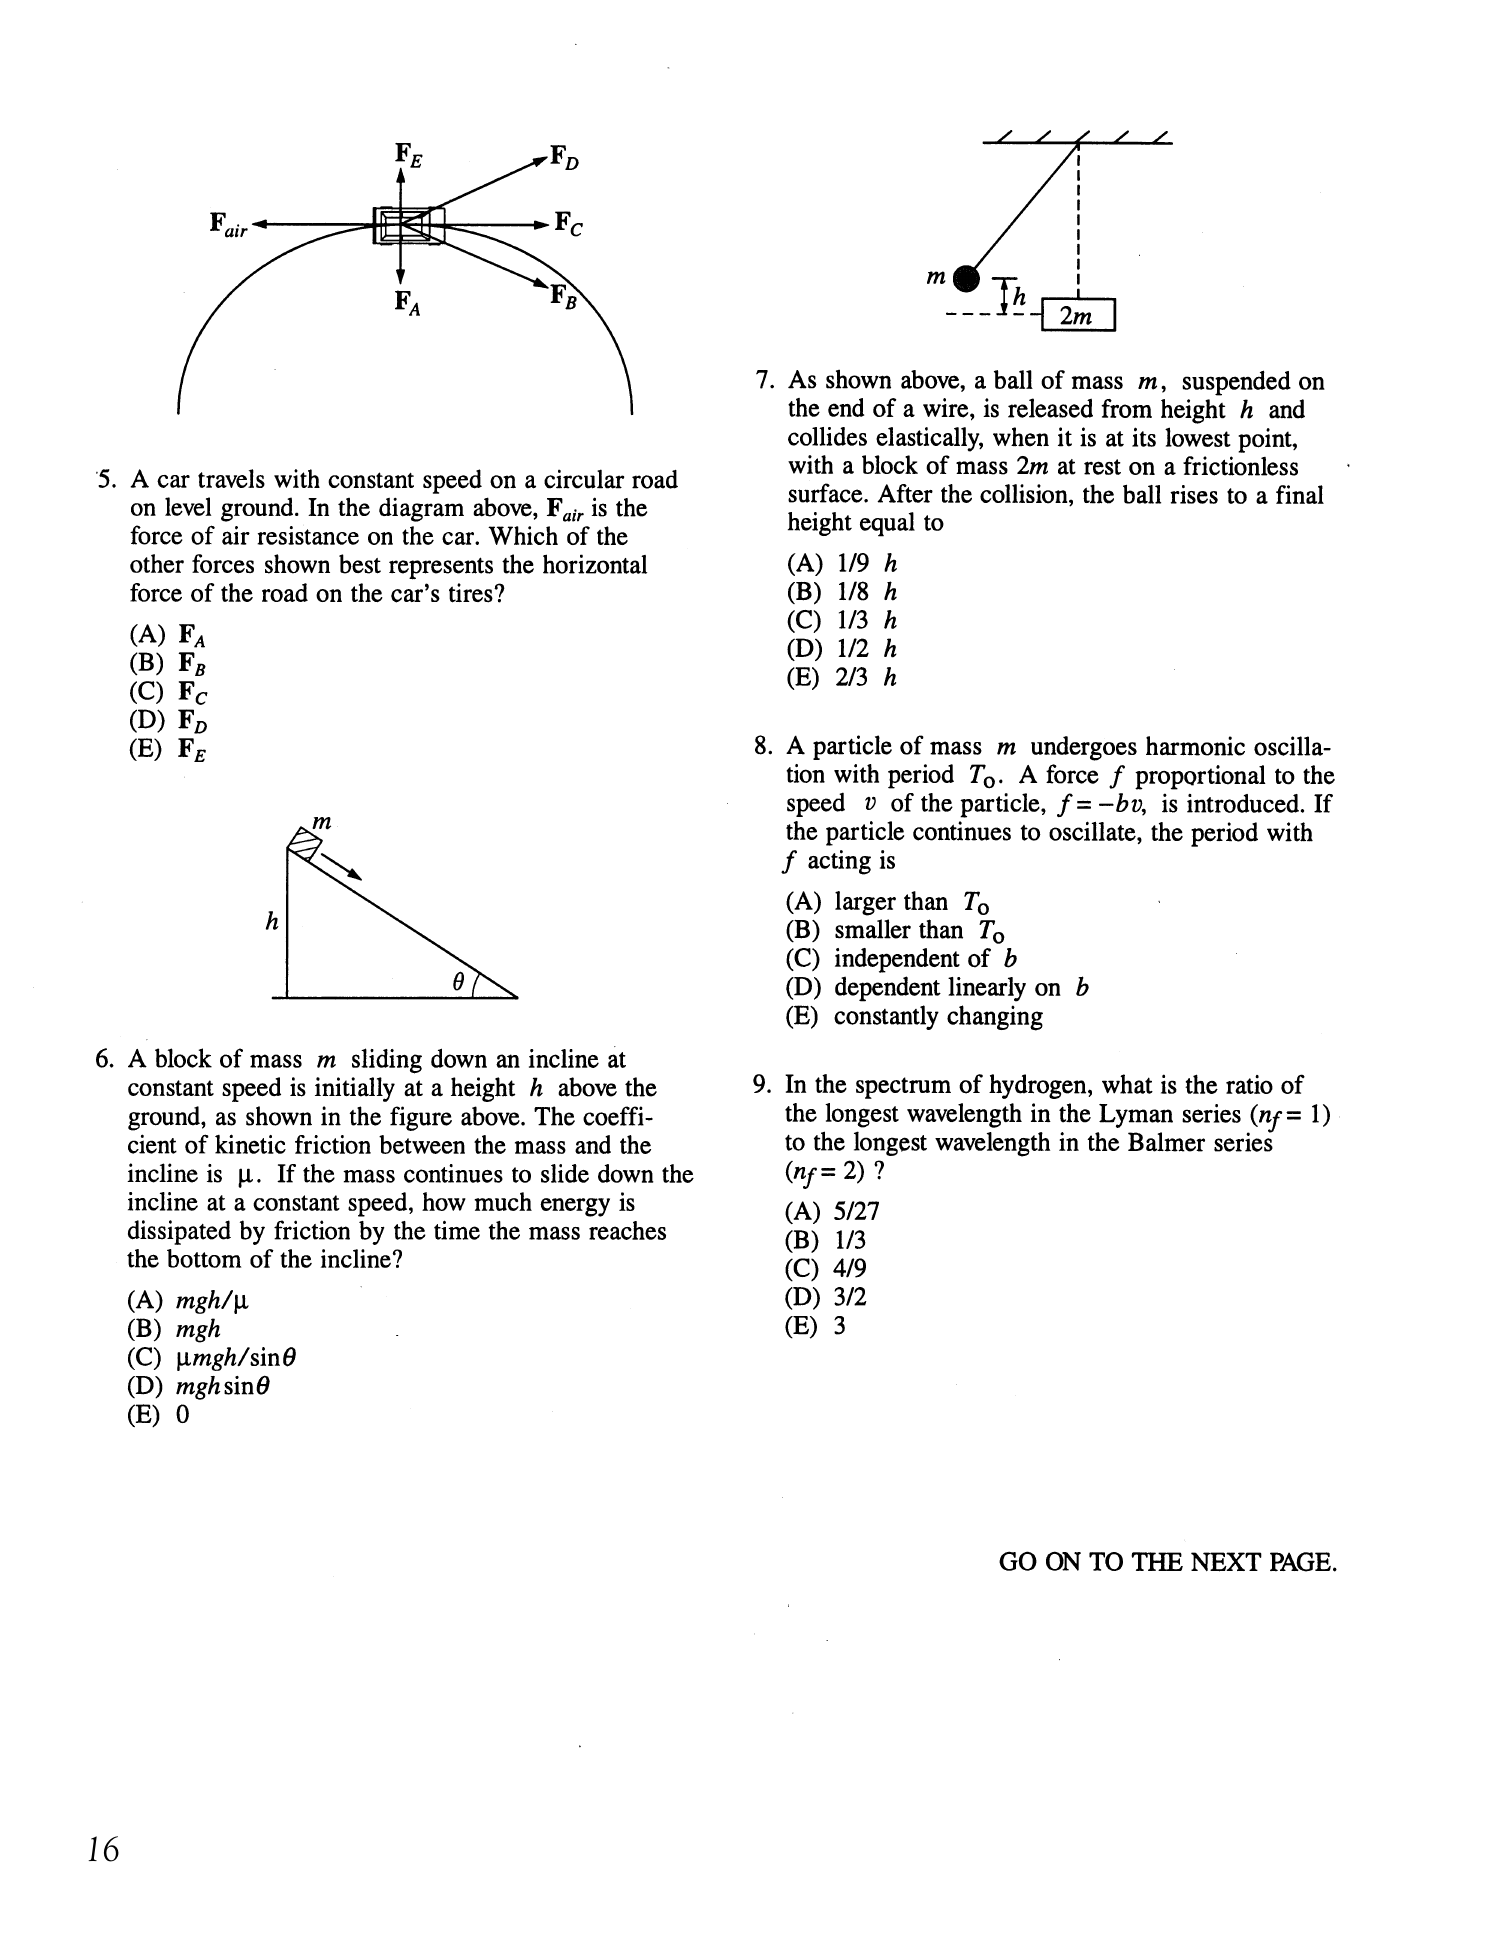 F_E
F_D
F_air
F_C
F_A
F_B
5. A car travels with constant speed on a circular road
on level ground. In the diagram above, F_air is the
force of air resistance on the car. Which of the
other forces shown best represents the horizontal
force of the road on the car's tires?
(A) F_A
(B) F_B
(C) F_C
(D) F_D
(E) F_E
m
h
θ
6. A block of mass m sliding down an incline at
constant speed is initially at a height h above the
ground, as shown in the figure above. The coeffi-
cient of kinetic friction between the mass and the
incline is μ. If the mass continues to slide down the
incline at a constant speed, how much energy is
dissipated by friction by the time the mass reaches
the bottom of the incline?
(A) mgh/μ
(B) mgh
(C) μmgh/sinθ
(D) mgh sinθ
(E) 0
m
h
2m
7. As shown above, a ball of mass m, suspended on
the end of a wire, is released from height h and
collides elastically, when it is at its lowest point,
with a block of mass 2m at rest on a frictionless
surface. After the collision, the ball rises to a final
height equal to
(A) 1/9 h
(B) 1/8 h
(C) 1/3 h
(D) 1/2 h
(E) 2/3 h
8. A particle of mass m undergoes harmonic oscilla-
tion with period T₀. A force f proportional to the
speed v of the particle, f = −bv, is introduced. If
the particle continues to oscillate, the period with
f acting is
(A) larger than T₀
(B) smaller than T₀
(C) independent of b
(D) dependent linearly on b
(E) constantly changing
9. In the spectrum of hydrogen, what is the ratio of
the longest wavelength in the Lyman series (n_f = 1)
to the longest wavelength in the Balmer series
(n_f = 2) ?
(A) 5/27
(B) 1/3
(C) 4/9
(D) 3/2
(E) 3
GO ON TO THE NEXT PAGE.
16